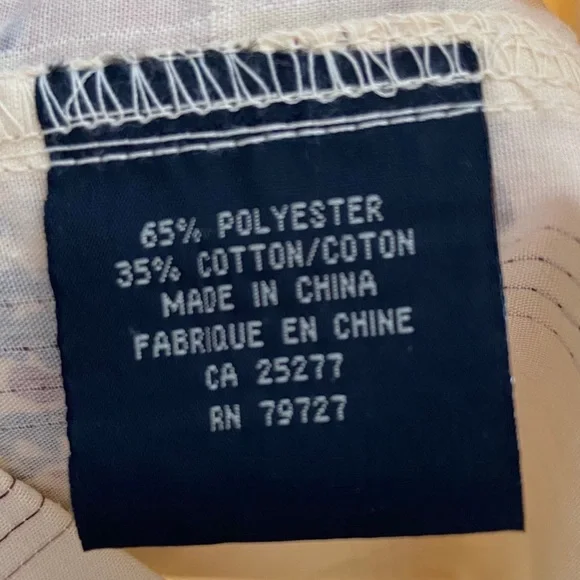 65% POLYESTER
35% COTTON/COTON
MADE IN CHINA
FABRIQUE EN CHINE
CA 25277
RN 79727